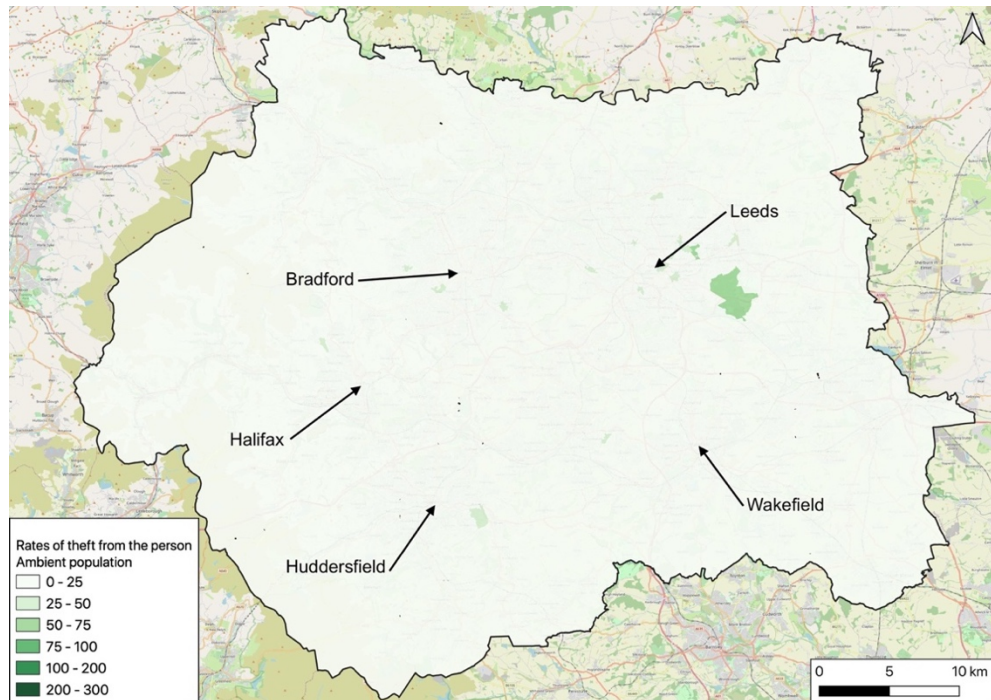 Leeds
Bradford
Halifax
Wakefield
Huddersfield
Rates of theft from the person
Ambient population
0 - 25
25 - 50
50 - 75
75 - 100
100 - 200
200 - 300
0 5 10 km